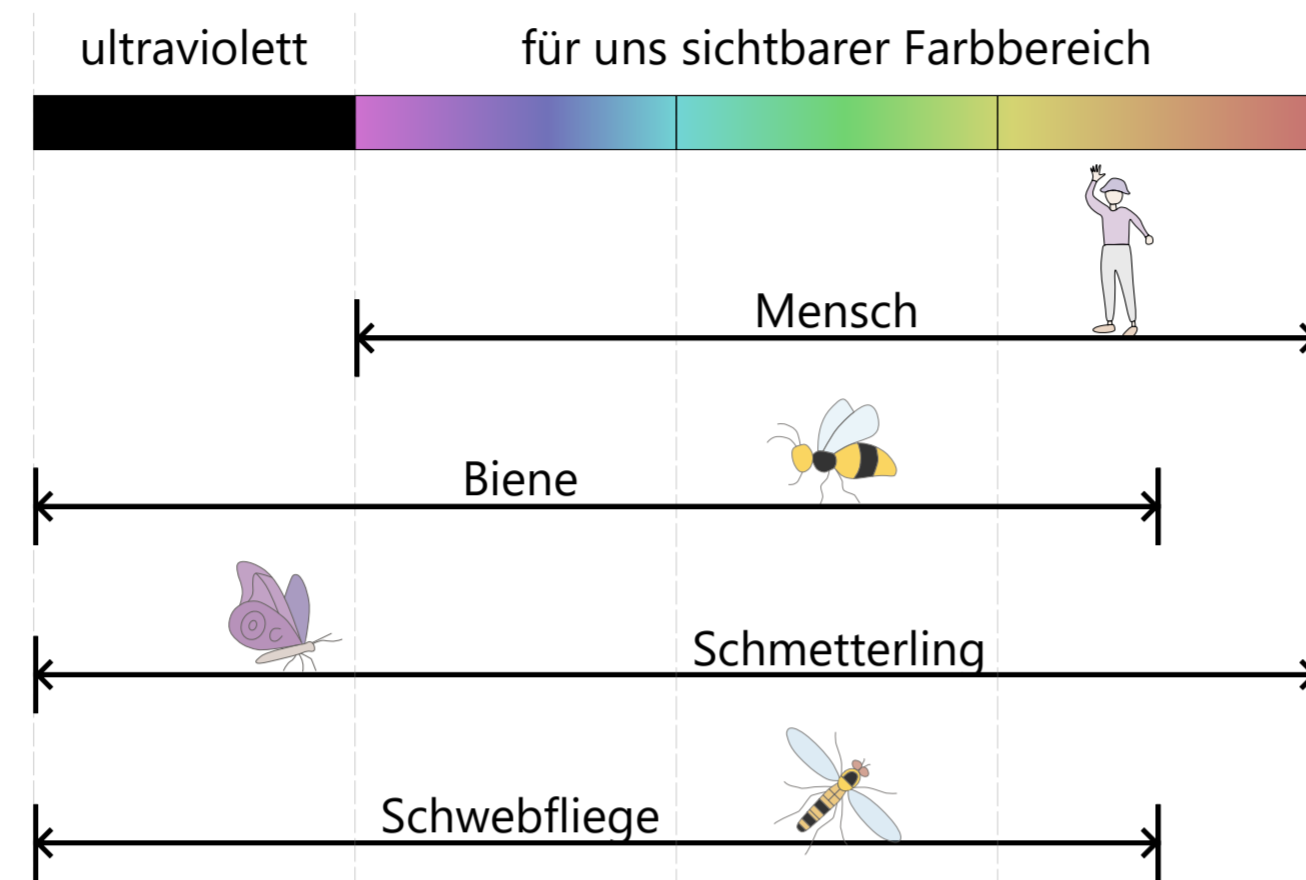 ultraviolett
für uns sichtbarer Farbbereich
Mensch
Biene
Schmetterling
Schwebfliege